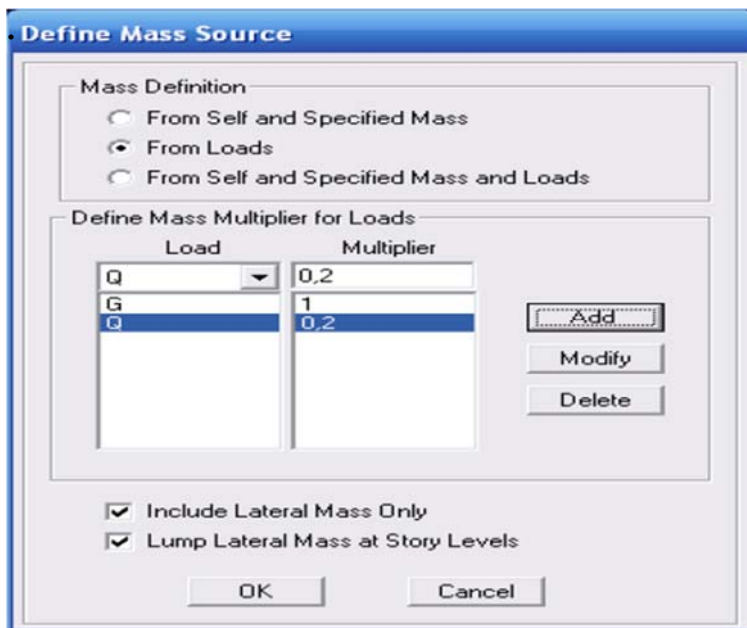 Define Mass Source
Mass Definition
From Self and Specified Mass
From Loads
From Self and Specified Mass and Loads
Define Mass Multiplier for Loads
Load Multiplier
Q 0,2
G 1
Q 0,2
Add
Modify
Delete
Include Lateral Mass Only
Lump Lateral Mass at Story Levels
OK Cancel